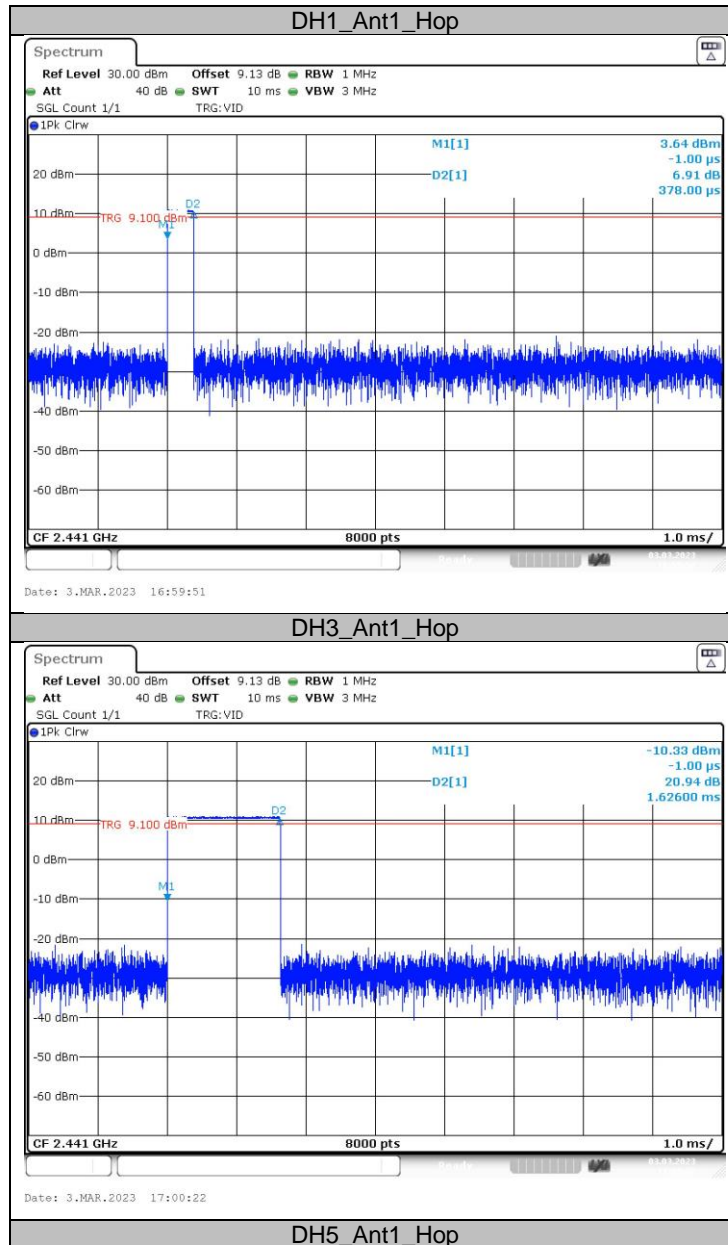 DH1_Ant1_Hop
Spectrum
Ref Level 30.00 dBm Offset 9.13 dB RBW 1 MHz
Att 40 dB SWT 10 ms VBW 3 MHz
SGL Count 1/1 TRG:VID
1Pk Clrw
M1[1] 3.64 dBm
-1.00 µs
20 dBm D2[1] 6.91 dB
378.00 µs
D2
10 dBm
TRG 9.100 dBm
M1
0 dBm
-10 dBm
-20 dBm
-40 dBm
-50 dBm
-60 dBm
CF 2.441 GHz 8000 pts 1.0 ms/
Date: 3.MAR.2023 16:59:51
DH3_Ant1_Hop
Spectrum
Ref Level 30.00 dBm Offset 9.13 dB RBW 1 MHz
Att 40 dB SWT 10 ms VBW 3 MHz
SGL Count 1/1 TRG:VID
1Pk Clrw
M1[1] -10.33 dBm
-1.00 µs
20 dBm D2[1] 20.94 dB
1.62600 ms
D2
10 dBm
TRG 9.100 dBm
0 dBm
M1
-10 dBm
-20 dBm
-40 dBm
-50 dBm
-60 dBm
CF 2.441 GHz 8000 pts 1.0 ms/
Date: 3.MAR.2023 17:00:22
DH5_Ant1_Hop